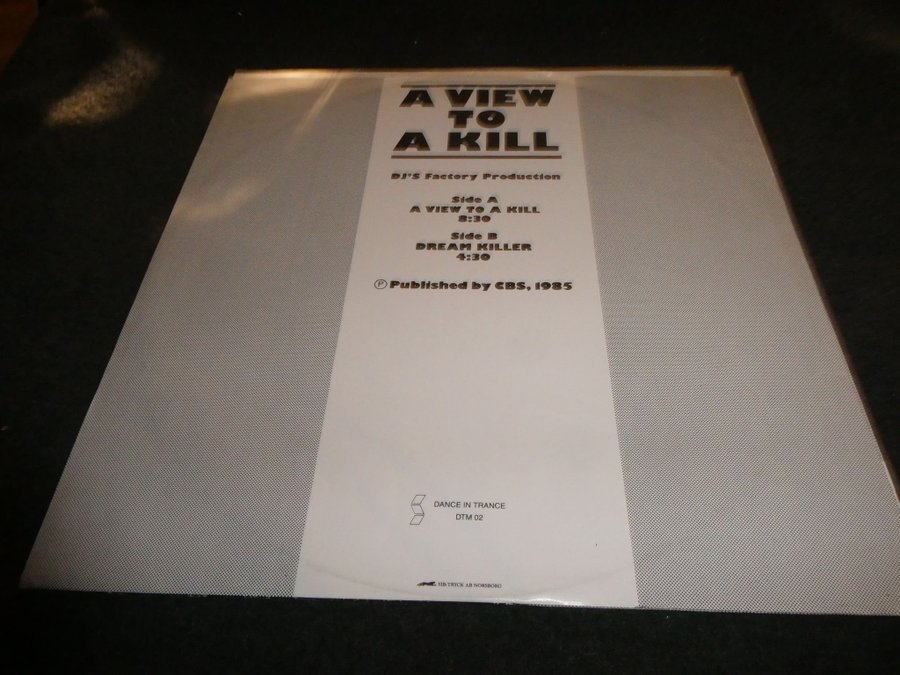 A VIEW
TO
A KILL
DJ'S Factory Production
Side A
A VIEW TO A KILL
8:30
Side B
DREAM KILLER
4:30
Ⓟ Published by CBS, 1985
DANCE IN TRANCE
DTM 02
HB-TRYCK AB NORSBORG